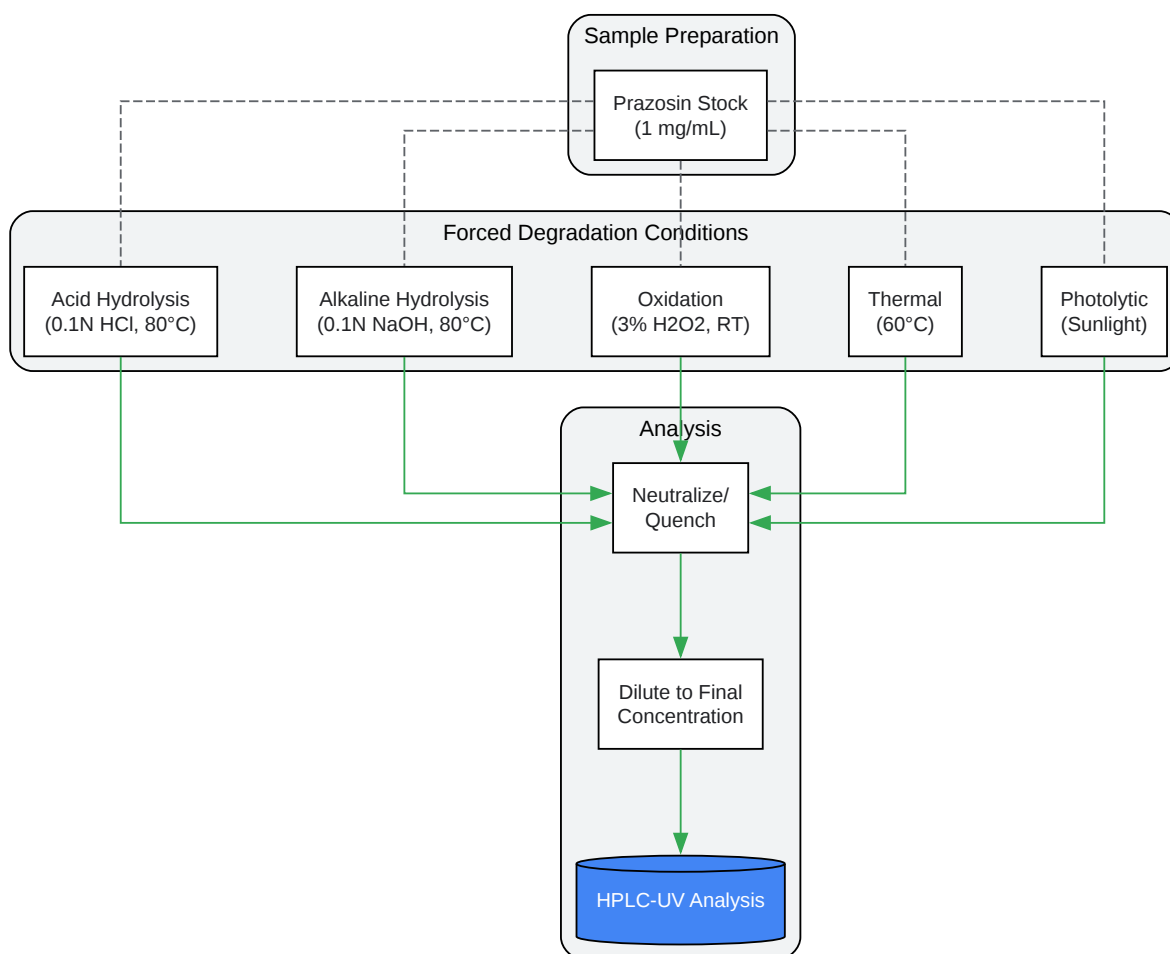 Sample Preparation
Prazosin Stock
(1 mg/mL)
Forced Degradation Conditions
Acid Hydrolysis
(0.1N HCl, 80°C)
Alkaline Hydrolysis
(0.1N NaOH, 80°C)
Oxidation
(3% H2O2, RT)
Thermal
(60°C)
Photolytic
(Sunlight)
Analysis
Neutralize/
Quench
Dilute to Final
Concentration
HPLC-UV Analysis